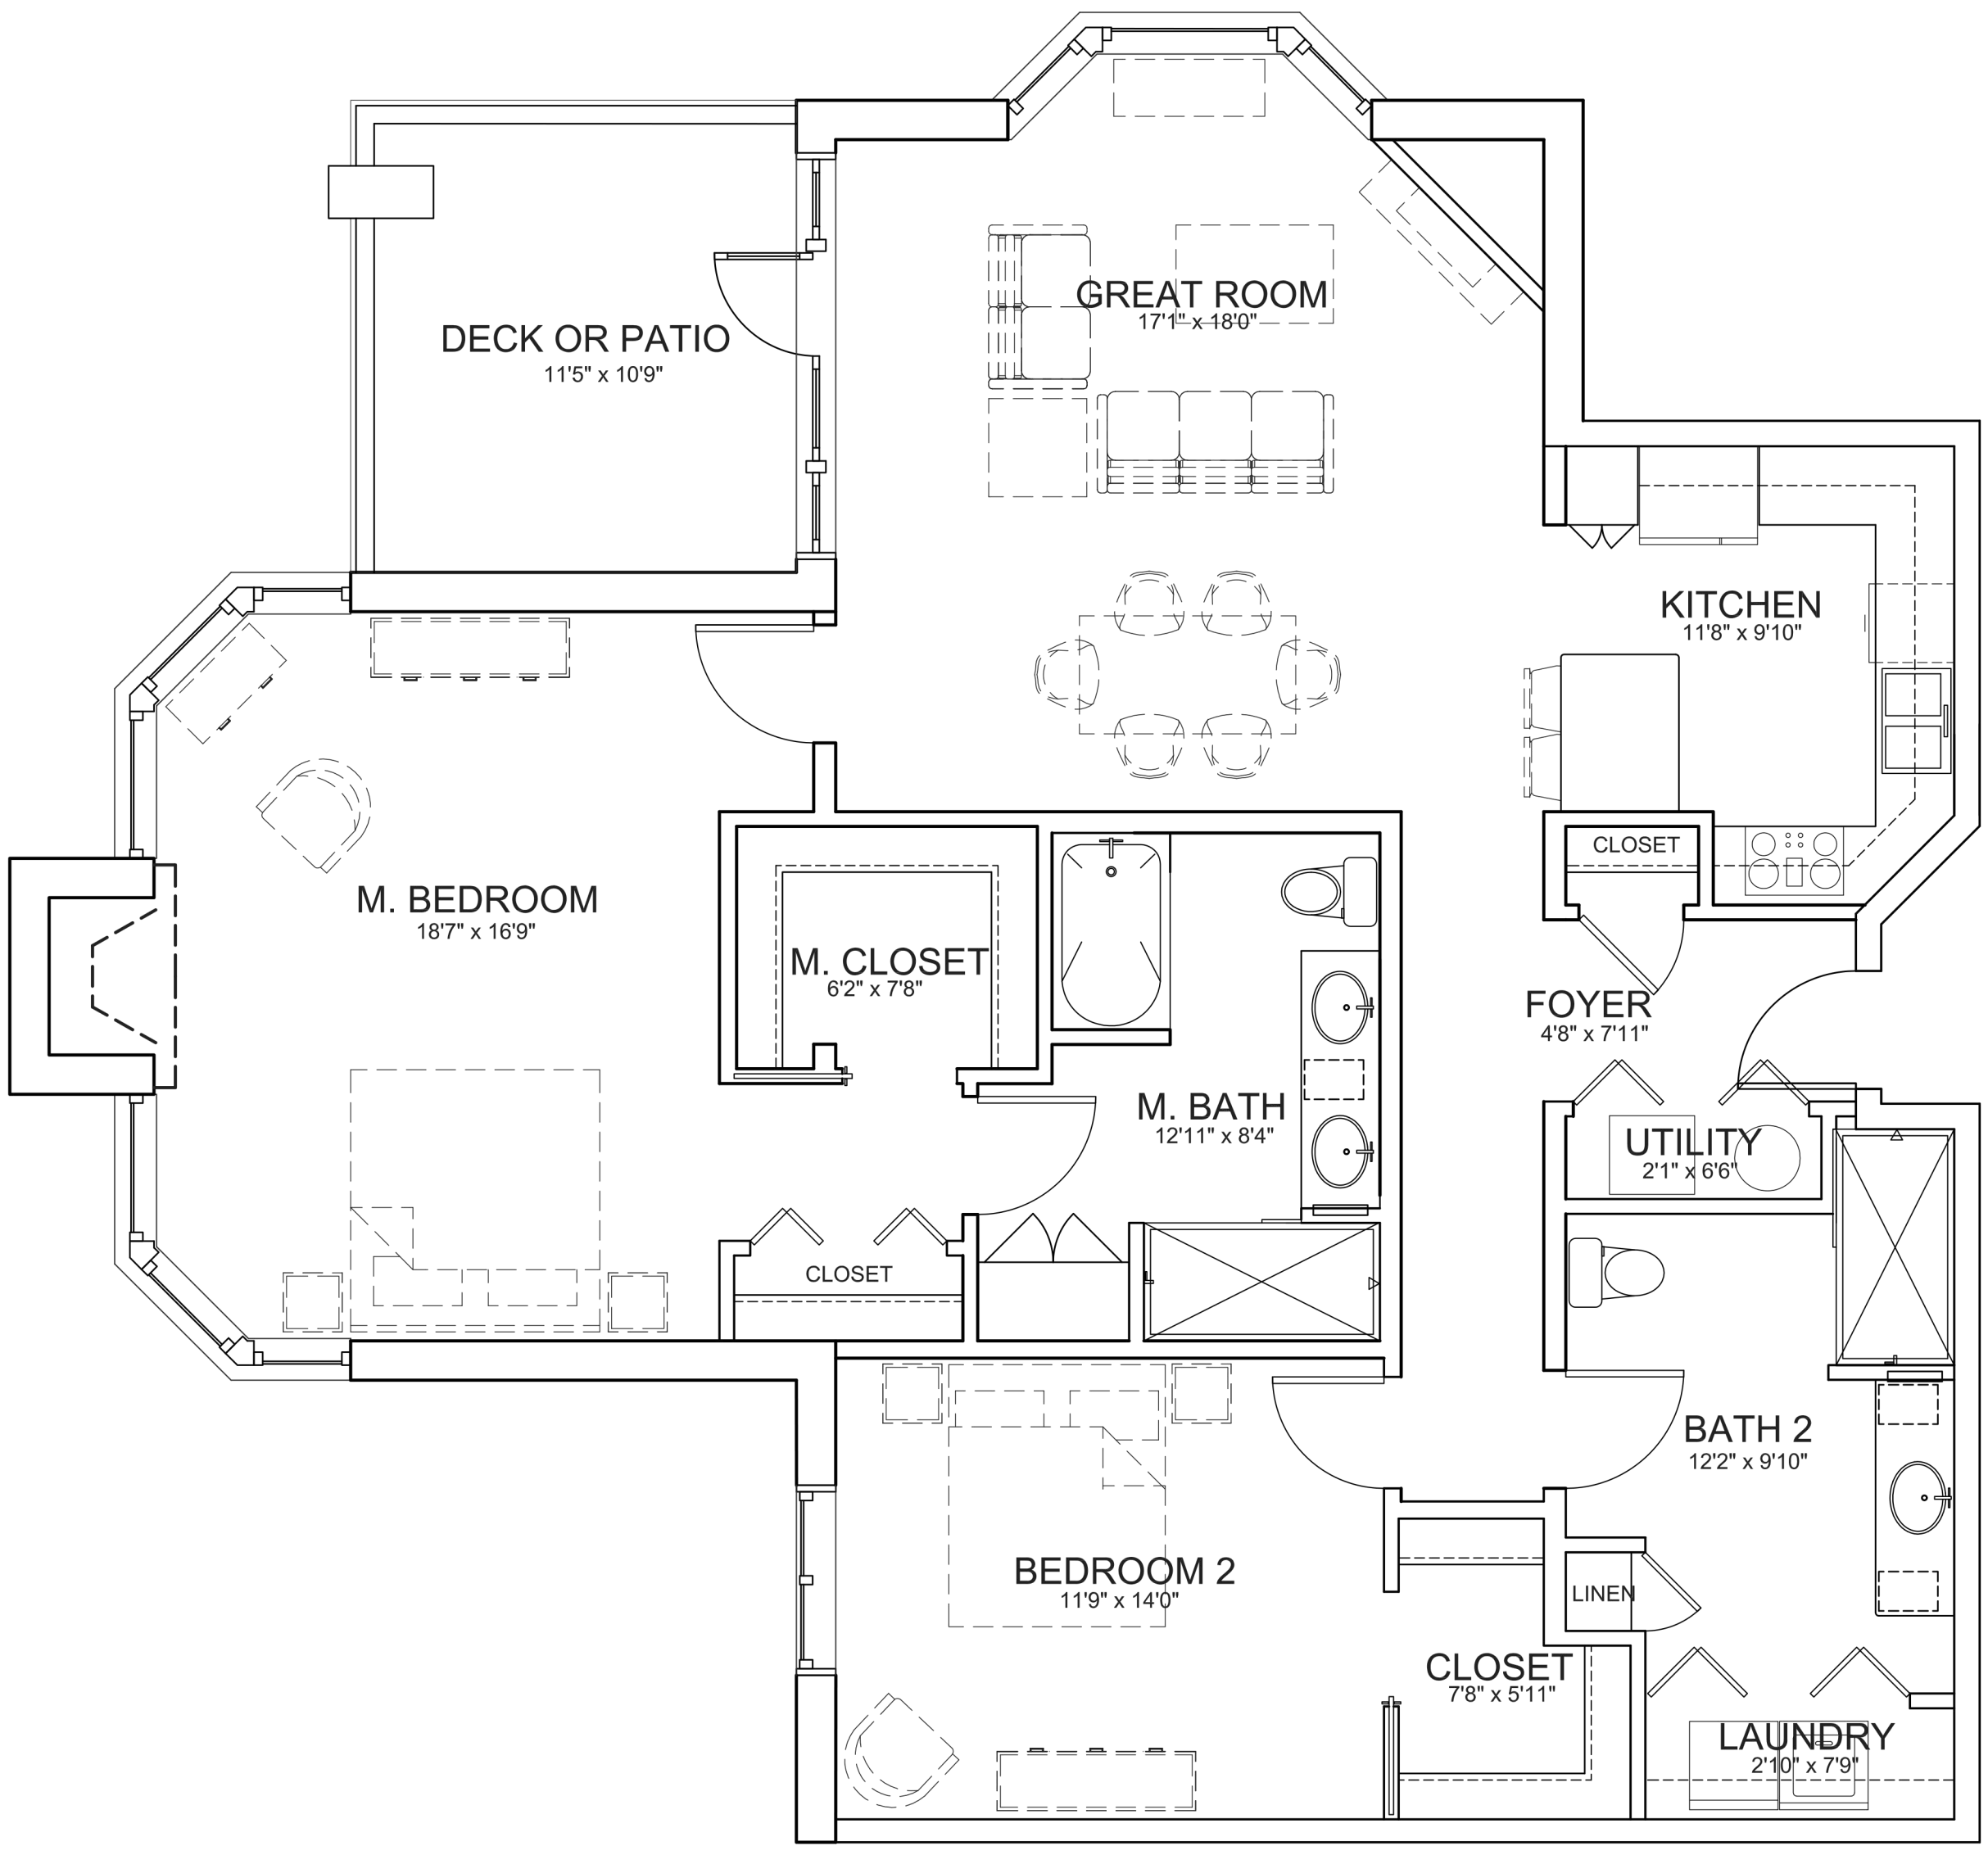 GREAT ROOM
17'1" x 18'0"
DECK OR PATIO
11'5" x 10'9"
KITCHEN
11'8" x 9'10"
CLOSET
M. BEDROOM
18'7" x 16'9"
M. CLOSET
6'2" x 7'8"
FOYER
4'8" x 7'11"
M. BATH
12'11" x 8'4"
UTILITY
2'1" x 6'6"
CLOSET
BATH 2
12'2" x 9'10"
BEDROOM 2
11'9" x 14'0"
LINEN
CLOSET
7'8" x 5'11"
LAUNDRY
2'10" x 7'9"